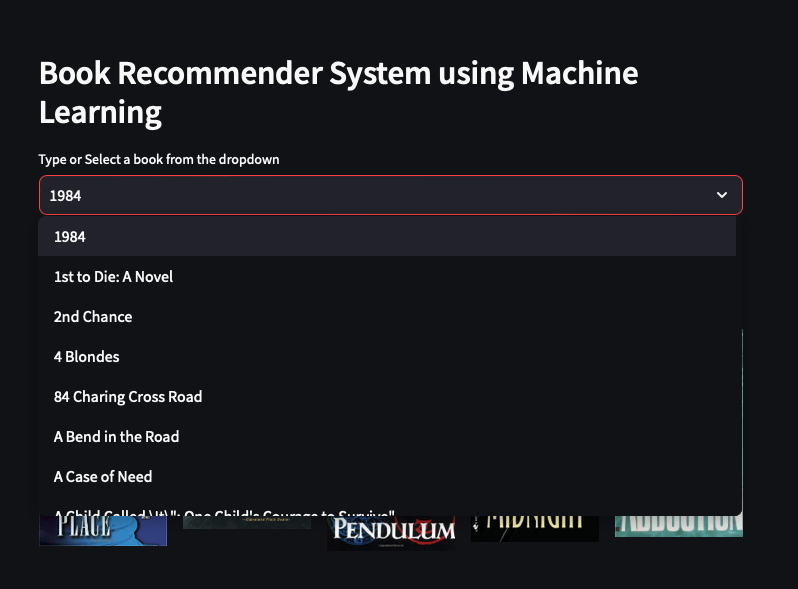 Book Recommender System using Machine
Learning
Type or Select a book from the dropdown
1984
1984
1st to Die: A Novel
2nd Chance
4 Blondes
84 Charing Cross Road
A Bend in the Road
A Case of Need
A Child Called \It\": One Child's Courage to Survive"
PLACE
PENDULUM
MIDNIGHT
ABDUCTION